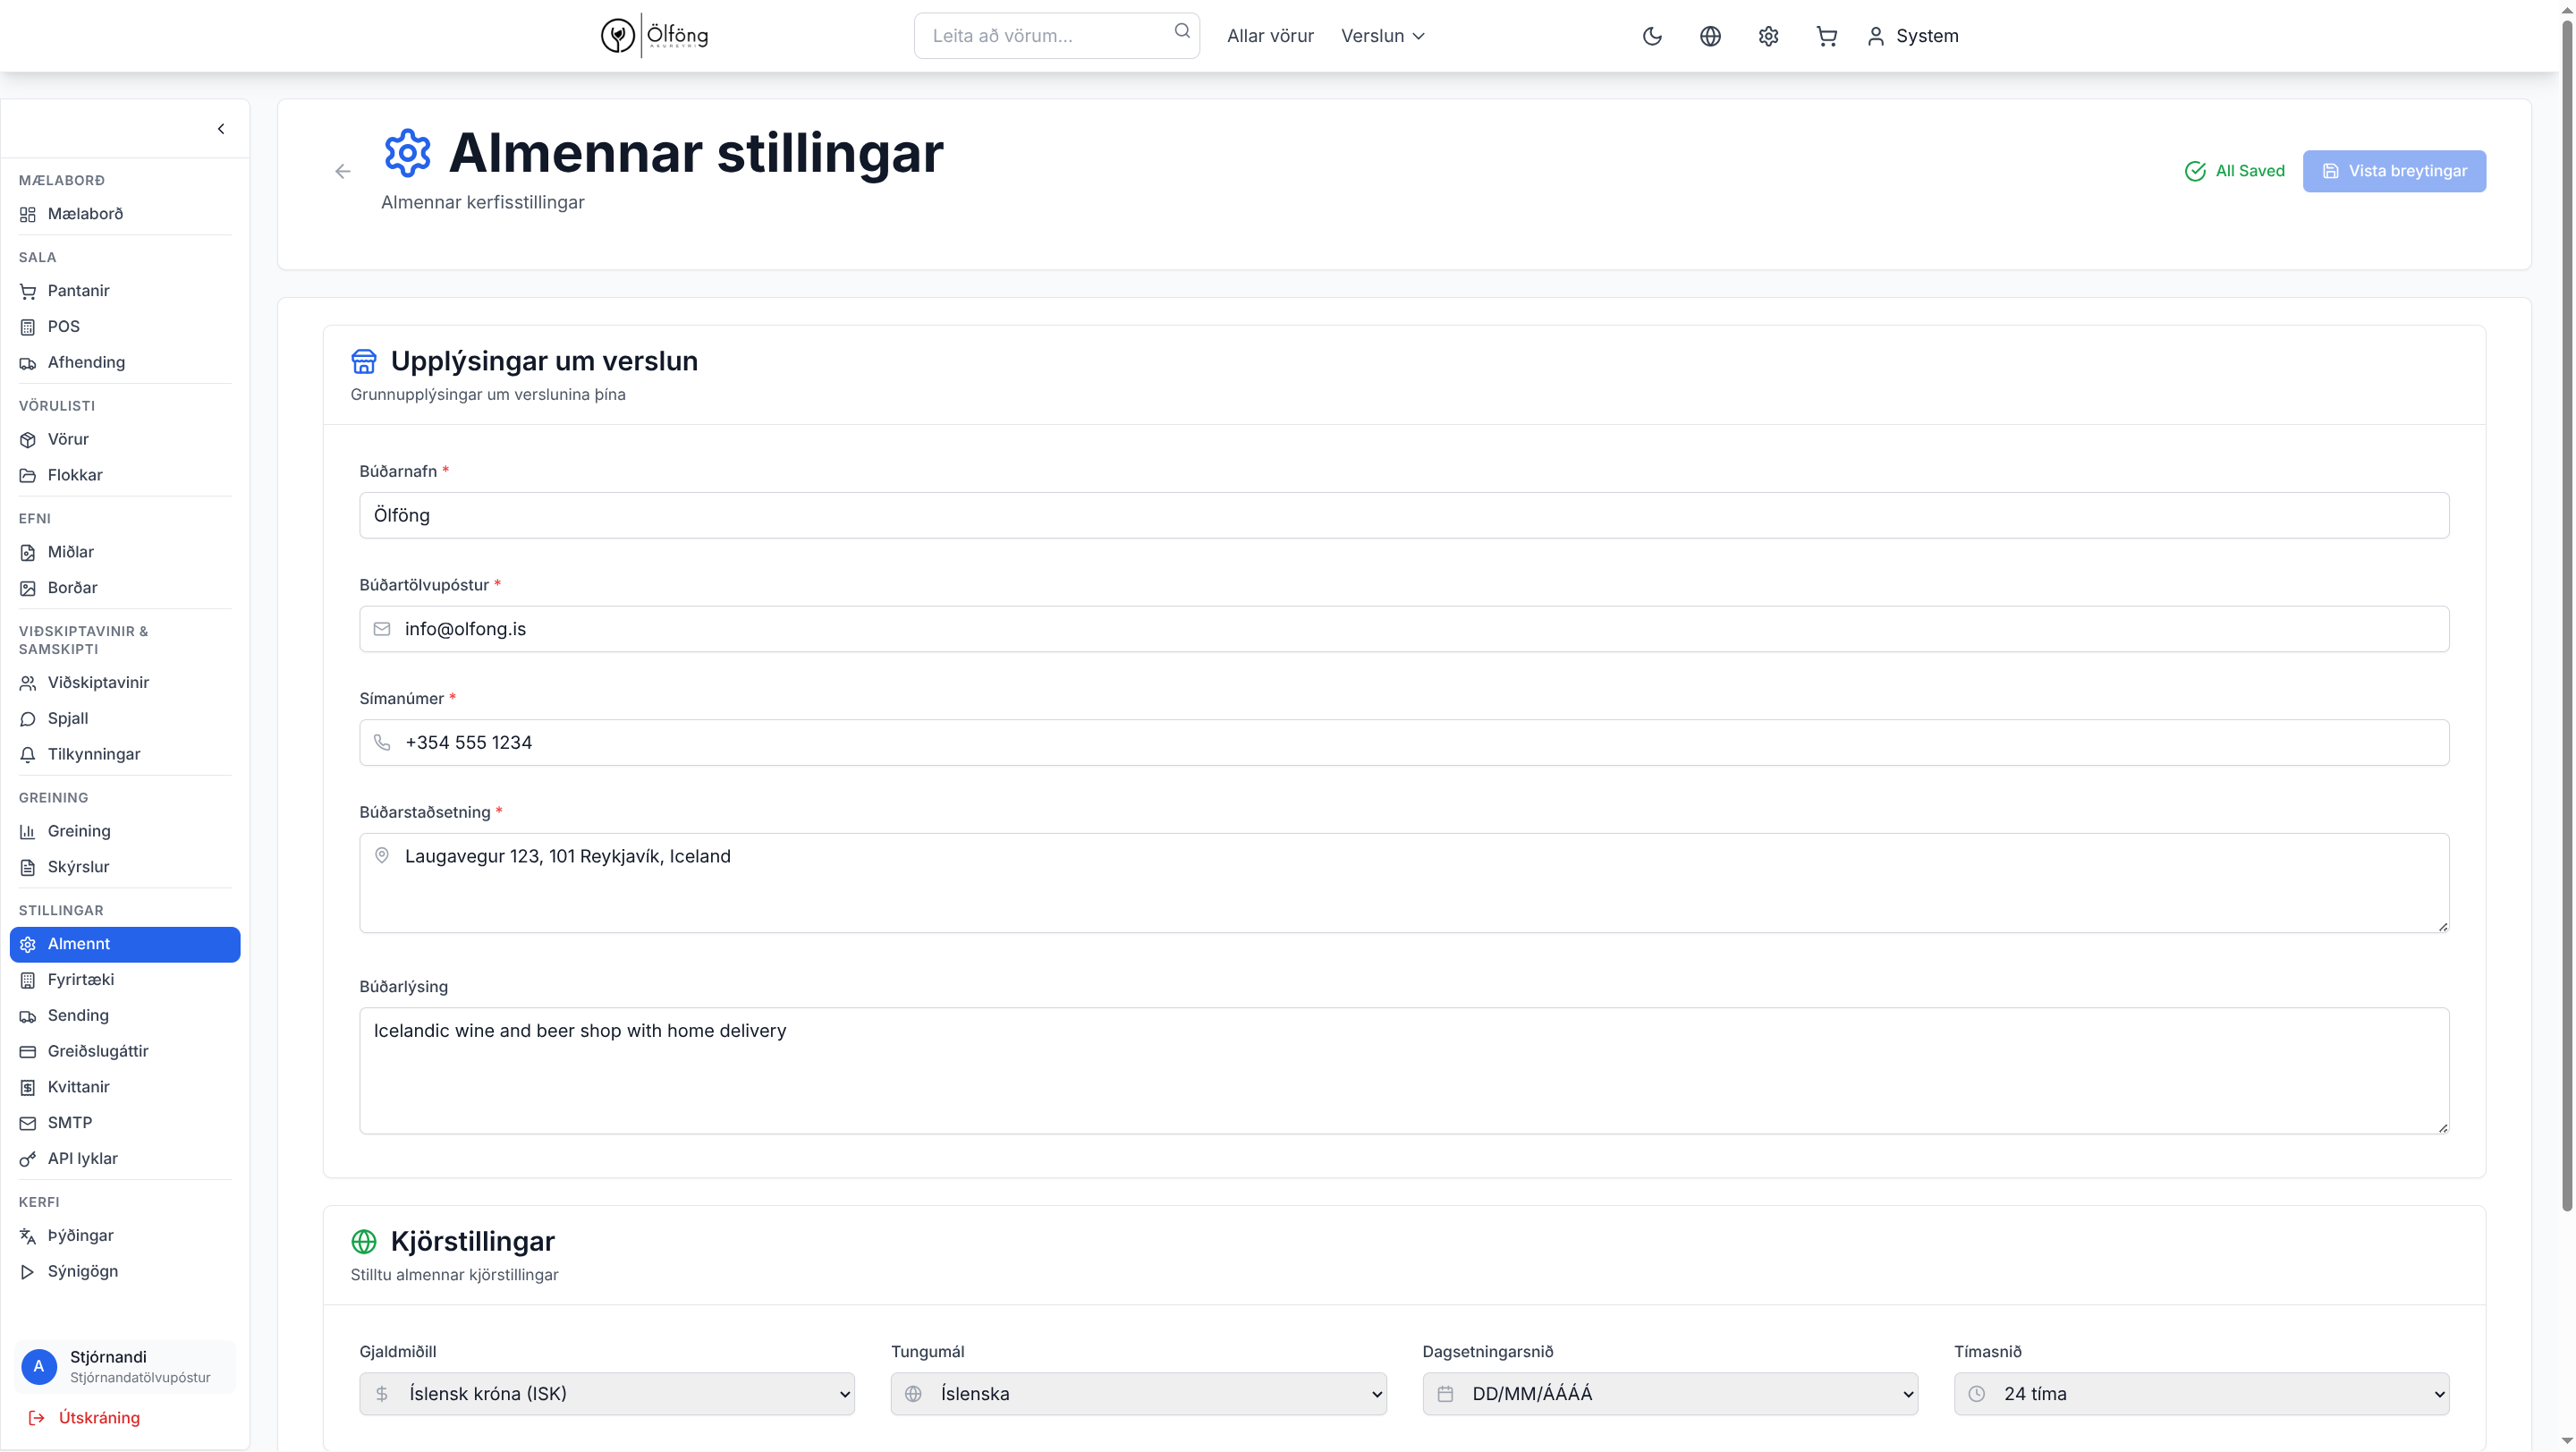 Ölföng
AKUREYRI
Leita að vörum...
Allar vörur
Verslun
System
MÆLABORÐ
Mælaborð
SALA
Pantanir
POS
Afhending
VÖRULISTI
Vörur
Flokkar
EFNI
Miðlar
Borðar
VIÐSKIPTAVINIR &
SAMSKIPTI
Viðskiptavinir
Spjall
Tilkynningar
GREINING
Greining
Skýrslur
STILLINGAR
Almennt
Fyrirtæki
Sending
Greiðslugáttir
Kvittanir
SMTP
API lyklar
KERFI
Þýðingar
Sýnigögn
A
Stjórnandi
Stjórnandatölvupóstur
Útskráning
Almennar stillingar
Almennar kerfisstillingar
All Saved
Vista breytingar
Upplýsingar um verslun
Grunnupplýsingar um verslunina þína
Búðarnafn *
Ölföng
Búðartölvupóstur *
info@olfong.is
Símanúmer *
+354 555 1234
Búðarstaðsetning *
Laugavegur 123, 101 Reykjavík, Iceland
Búðarlýsing
Icelandic wine and beer shop with home delivery
Kjörstillingar
Stilltu almennar kjörstillingar
Gjaldmiðill
Íslensk króna (ISK)
Tungumál
Íslenska
Dagsetningarsnið
DD/MM/ÁÁÁÁ
Tímasnið
24 tíma